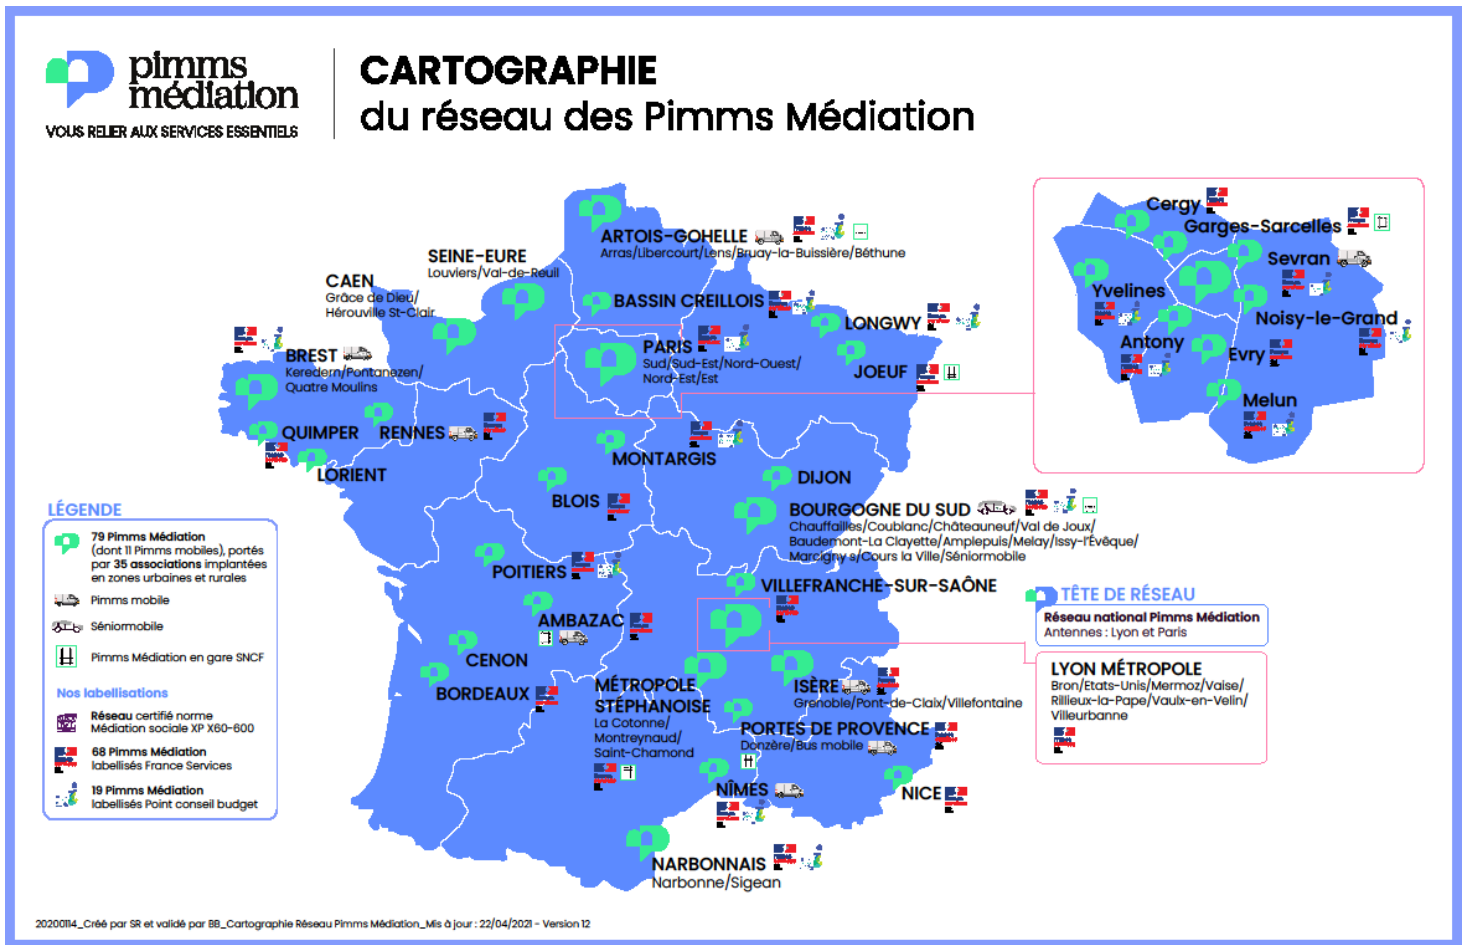 pimms
médiation
VOUS RELIER AUX SERVICES ESSENTIELS
CARTOGRAPHIE
du réseau des Pimms Médiation
ARTOIS-GOHELLE
Arras/Libercourt/Lens/Bruay-la-Buissière/Béthune
SEINE-EURE
Louviers/Val-de-Reuil
CAEN
Grâce de Dieu/
Hérouville St-Clair
BASSIN CREILLOIS
LONGWY
BREST
Keredern/Pontanezen/
Quatre Moulins
PARIS
Sud/Sud-Est/Nord-Ouest/
Nord-Est/Est
JOEUF
QUIMPER
RENNES
LORIENT
MONTARGIS
BLOIS
DIJON
BOURGOGNE DU SUD
Chauffailles/Coublanc/Châteauneuf/Val de Joux/
Baudemont-La Clayette/Amplepuis/Melay/Issy-l'Évêque/
Marcigny s/Cours la Ville/Séniormobile
POITIERS
VILLEFRANCHE-SUR-SAÔNE
AMBAZAC
CENON
BORDEAUX
MÉTROPOLE
STÉPHANOISE
La Cotonne/
Montreynaud/
Saint-Chamond
ISÈRE
Grenoble/Pont-de-Claix/Villefontaine
PORTES DE PROVENCE
Donzère/Bus mobile
NÎMES
NICE
NARBONNAIS
Narbonne/Sigean
Cergy
Garges-Sarcelles
Sevran
Yvelines
Noisy-le-Grand
Antony
Evry
Melun
TÊTE DE RÉSEAU
Réseau national Pimms Médiation
Antennes : Lyon et Paris
LYON MÉTROPOLE
Bron/Etats-Unis/Mermoz/Vaise/
Rillieux-la-Pape/Vaulx-en-Velin/
Villeurbanne
LÉGENDE
79 Pimms Médiation
(dont 11 Pimms mobiles), portés
par 35 associations implantées
en zones urbaines et rurales
Pimms mobile
Séniormobile
Pimms Médiation en gare SNCF
Nos labellisations
Réseau certifié norme
Médiation sociale XP X60-600
68 Pimms Médiation
labellisés France Services
19 Pimms Médiation
labellisés Point conseil budget
20200114_Créé par SR et validé par BB_Cartographie Réseau Pimms Médiation_Mis à jour : 22/04/2021 - Version 12